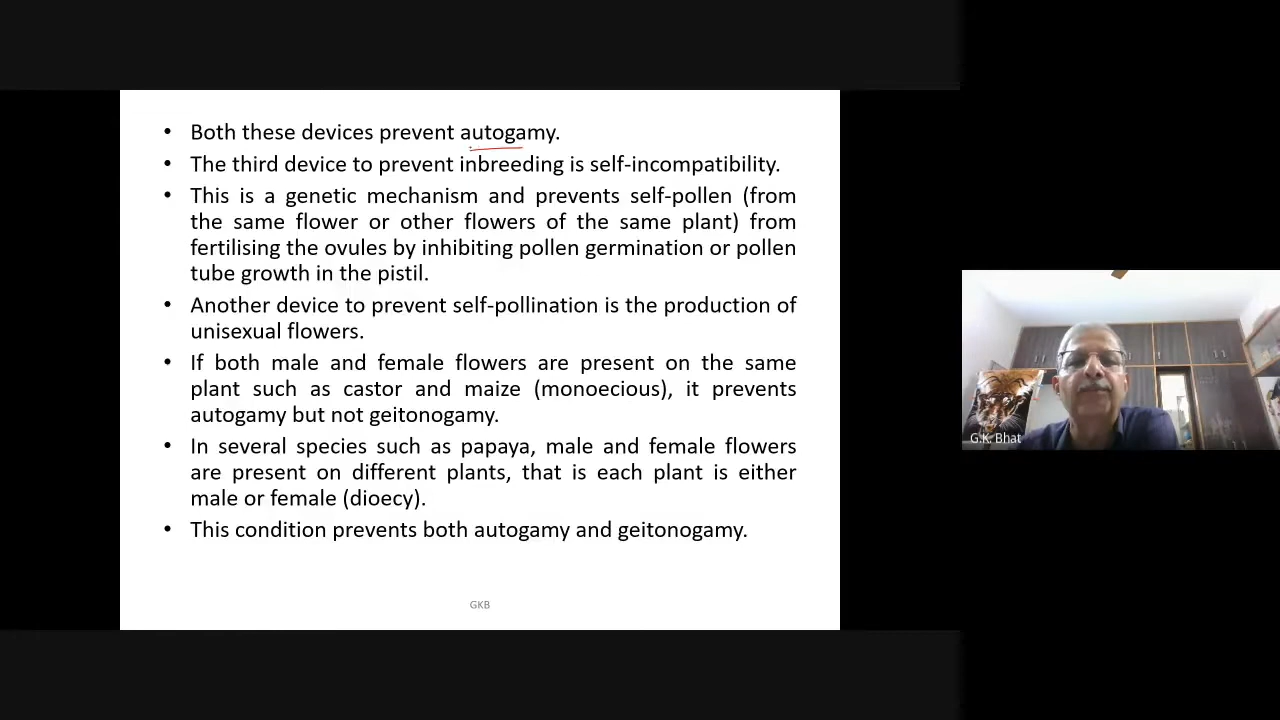 • Both these devices prevent autogamy.
• The third device to prevent inbreeding is self-incompatibility.
• This is a genetic mechanism and prevents self-pollen (from
the same flower or other flowers of the same plant) from
fertilising the ovules by inhibiting pollen germination or pollen
tube growth in the pistil.
• Another device to prevent self-pollination is the production of
unisexual flowers.
• If both male and female flowers are present on the same
plant such as castor and maize (monoecious), it prevents
autogamy but not geitonogamy.
• In several species such as papaya, male and female flowers
are present on different plants, that is each plant is either
male or female (dioecy).
• This condition prevents both autogamy and geitonogamy.
GKB
G.K. Bhat